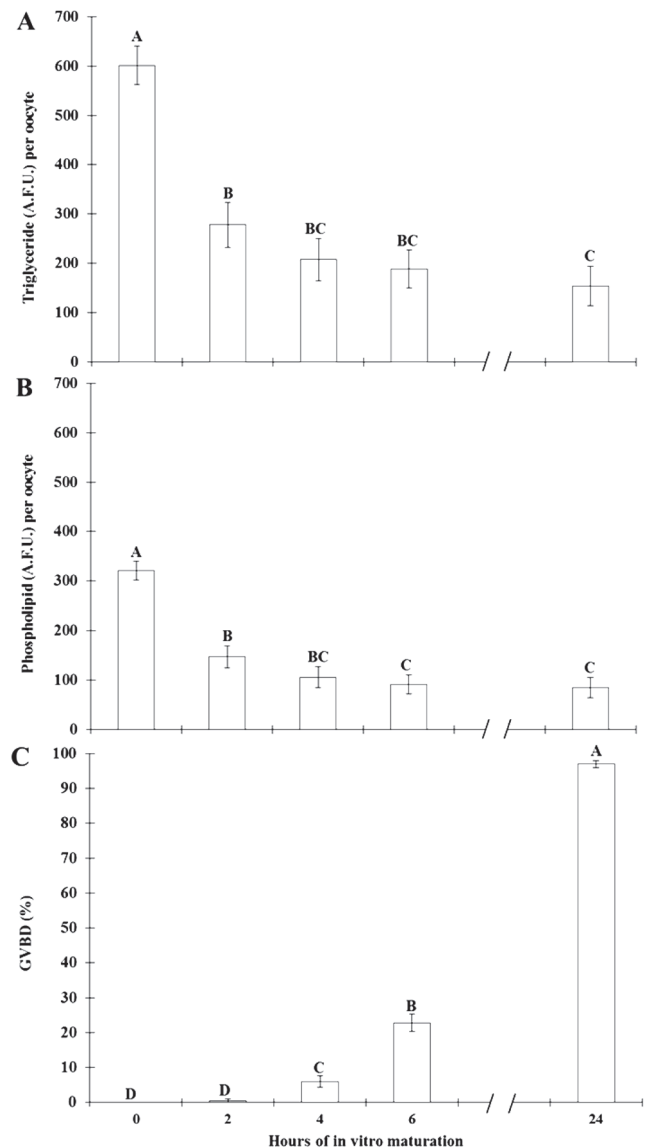 A
Triglyceride (A.F.U.) per oocyte
700
600
500
400
300
200
100
0
A
B
BC
BC
C
B
Phospholipid (A.F.U.) per oocyte
700
600
500
400
300
200
100
0
A
B
BC
C
C
C
GVBD (%)
100
90
80
70
60
50
40
30
20
10
0
D
D
C
B
A
0 2 4 6 24
Hours of in vitro maturation